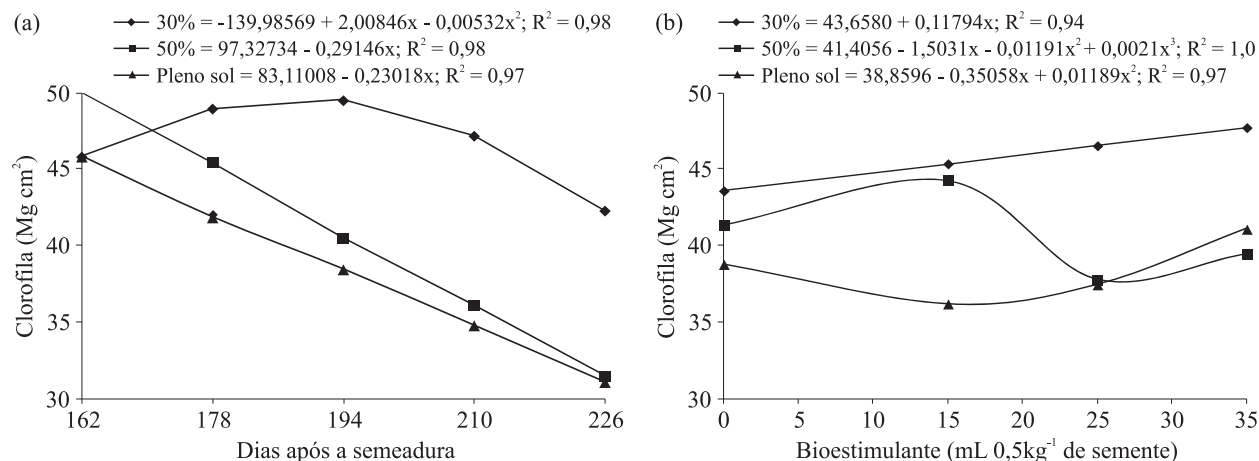 (a)
30% = -139,98569 + 2,00846x - 0,00532x²; R² = 0,98
50% = 97,32734 - 0,29146x; R² = 0,98
Pleno sol = 83,11008 - 0,23018x; R² = 0,97
Clorofila (Mg cm²)
50
45
40
35
30
162 178 194 210 226
Dias após a semeadura
(b)
30% = 43,6580 + 0,11794x; R² = 0,94
50% = 41,4056 - 1,5031x - 0,01191x² + 0,0021x³; R² = 1,0
Pleno sol = 38,8596 - 0,35058x + 0,01189x²; R² = 0,97
Clorofila (Mg cm²)
50
45
40
35
30
0 5 10 15 20 25 30 35
Bioestimulante (mL 0,5kg⁻¹ de semente)